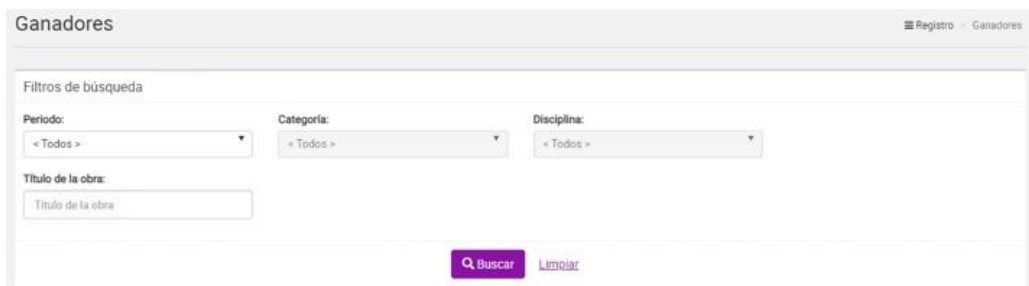 Ganadores
Registro > Ganadores
Filtros de búsqueda
Periodo: Categoría: Disciplina:
< Todos > < Todos > < Todos >
Título de la obra:
Título de la obra
Buscar Limpiar